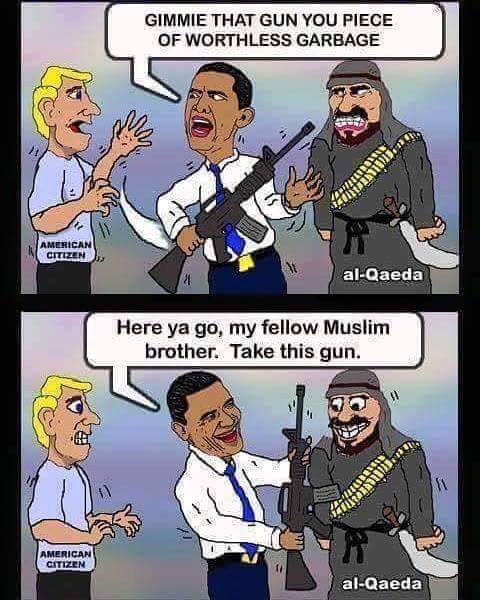 GIMMIE THAT GUN YOU PIECE
OF WORTHLESS GARBAGE
AMERICAN
CITIZEN
al-Qaeda
Here ya go, my fellow Muslim
brother. Take this gun.
AMERICAN
CITIZEN
al-Qaeda